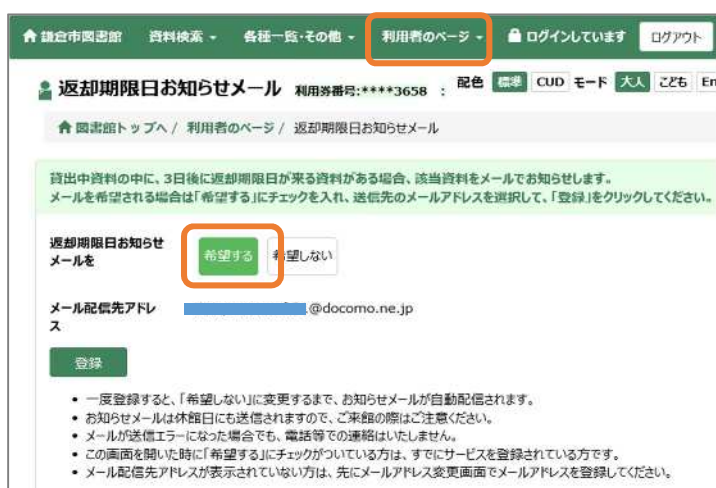 鎌倉市図書館 資料検索 各種一覧・その他 利用者のページ ログインしています ログアウト
返却期限日お知らせメール 利用券番号:****3658 : 配色 標準 CUD モード 大人 こども En
図書館トップへ / 利用者のページ / 返却期限日お知らせメール
貸出中資料の中に、3日後に返却期限日が来る資料がある場合、該当資料をメールでお知らせします。
メールを希望される場合は「希望する」にチェックを入れ、送信先のメールアドレスを選択して、「登録」をクリックしてください。
返却期限日お知らせ
メールを
希望する 希望しない
メール配信先アドレ
ス
@docomo.ne.jp
登録
• 一度登録すると、「希望しない」に変更するまで、お知らせメールが自動配信されます。
• お知らせメールは休館日にも送信されますので、ご来館の際はご注意ください。
• メールが送信エラーになった場合でも、電話等での連絡はいたしません。
• この画面を開いた時に「希望する」にチェックがついている方は、すでにサービスを登録されている方です。
• メール配信先アドレスが表示されていない方は、先にメールアドレス変更画面でメールアドレスを登録してください。